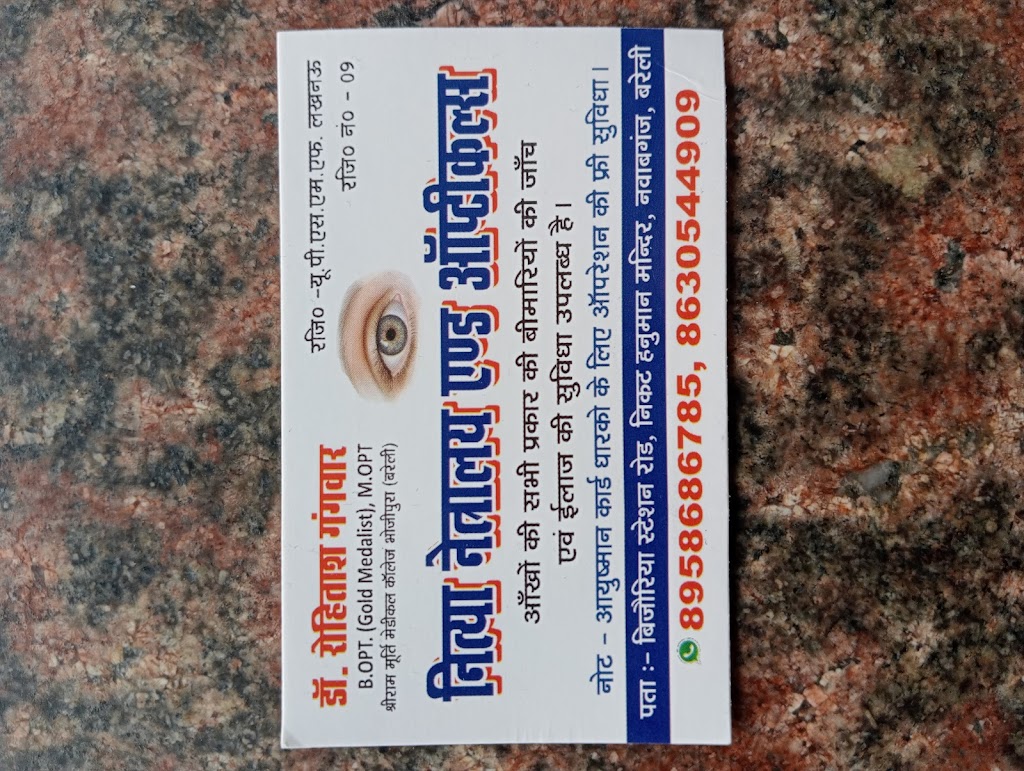 डॉ. रोहिताश गंगवार
B.OPT. (Gold Medalist), M.OPT
श्रीराम मूर्ति मेडीकल कॉलेज भोजीपुरा (बरेली)
रजि० -यू.पी.एस.एम.एफ. लखनऊ
रजि० नं० - 09
नित्या नेत्रालय एण्ड ऑप्टीकल्स
आँखों की सभी प्रकार की बीमारियों की जाँच
एवं ईलाज की सुविधा उपलब्ध है।
नोट - आयुष्मान कार्ड धारको के लिए ऑपरेशन की फ्री सुविधा।
पता :- बिजौरिया स्टेशन रोड, निकट हनुमान मन्दिर, नवाबगंज, बरेली
8958686785, 8630544909